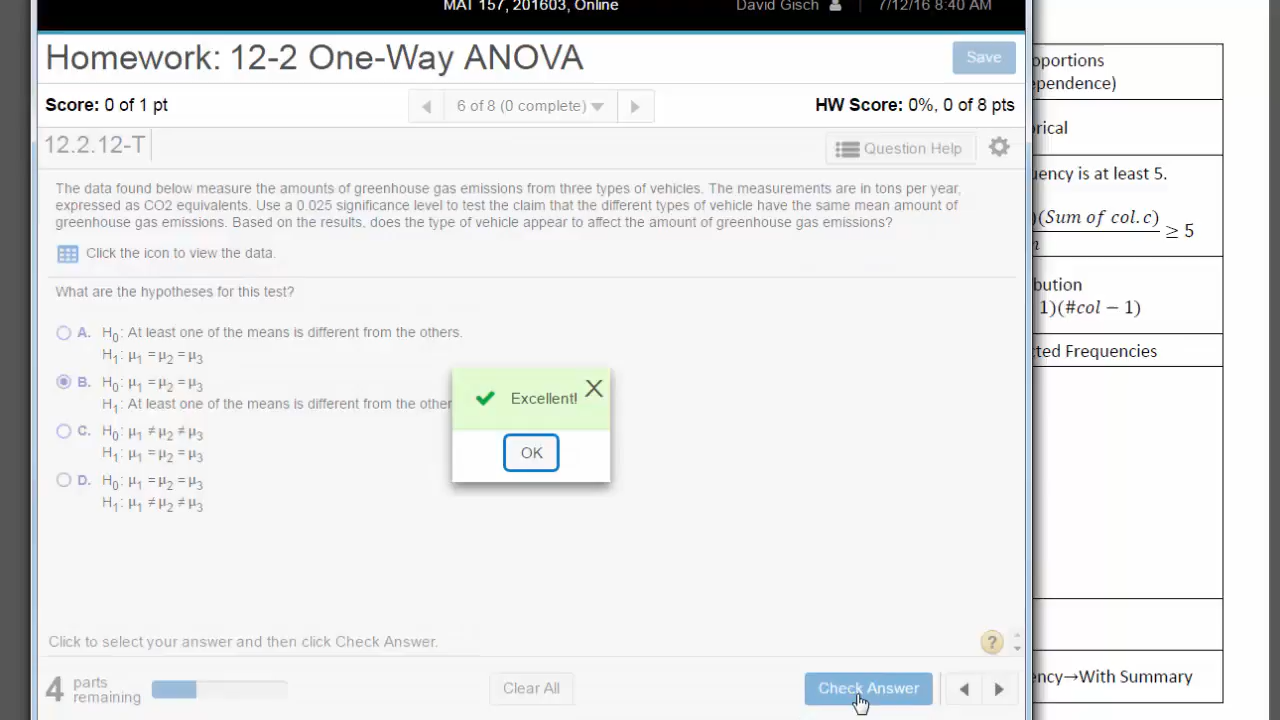 MAT 157, 201603, Online
David Gisch
7/12/16 8:40 AM
Homework: 12-2 One-Way ANOVA
Save
Score: 0 of 1 pt
6 of 8 (0 complete)
HW Score: 0%, 0 of 8 pts
12.2.12-T
Question Help
The data found below measure the amounts of greenhouse gas emissions from three types of vehicles. The measurements are in tons per year,
expressed as CO2 equivalents. Use a 0.025 significance level to test the claim that the different types of vehicle have the same mean amount of
greenhouse gas emissions. Based on the results, does the type of vehicle appear to affect the amount of greenhouse gas emissions?
Click the icon to view the data.
What are the hypotheses for this test?
A. H0: At least one of the means is different from the others.
H1: μ1 = μ2 = μ3
B. H0: μ1 = μ2 = μ3
H1: At least one of the means is different from the other
C. H0: μ1 ≠ μ2 ≠ μ3
H1: μ1 = μ2 = μ3
D. H0: μ1 = μ2 = μ3
H1: μ1 ≠ μ2 ≠ μ3
Excellent!
OK
Click to select your answer and then click Check Answer.
?
4 parts remaining
Clear All
Check Answer
oportions
ependence)
rical
uency is at least 5.
)(Sum of col. c)
n
≥ 5
bution
1)(#col − 1)
cted Frequencies
ency→With Summary